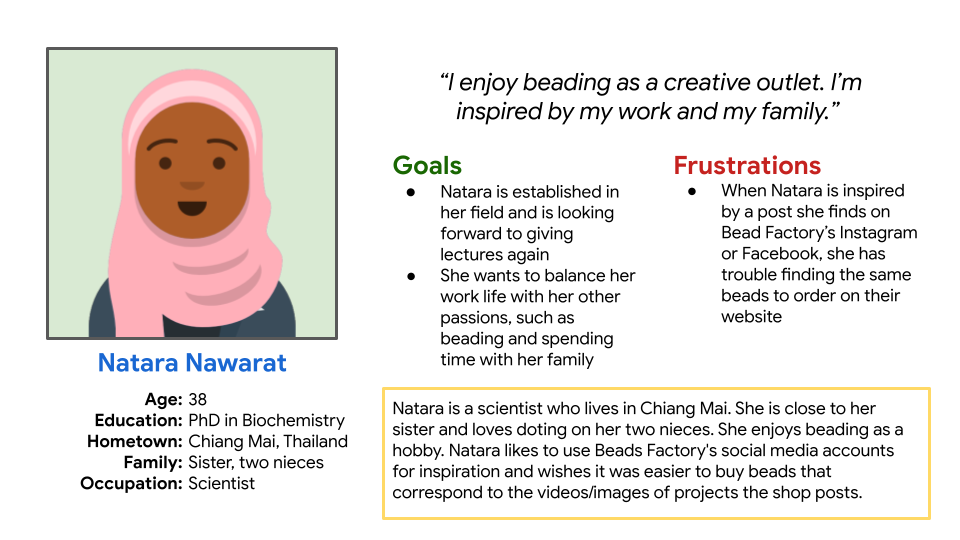 “I enjoy beading as a creative outlet. I’m
inspired by my work and my family.”
Goals
● Natara is established in
her field and is looking
forward to giving
lectures again
● She wants to balance her
work life with her other
passions, such as
beading and spending
time with her family
Frustrations
● When Natara is inspired
by a post she finds on
Bead Factory’s Instagram
or Facebook, she has
trouble finding the same
beads to order on their
website
Natara Nawarat
Age: 38
Education: PhD in Biochemistry
Hometown: Chiang Mai, Thailand
Family: Sister, two nieces
Occupation: Scientist
Natara is a scientist who lives in Chiang Mai. She is close to her
sister and loves doting on her two nieces. She enjoys beading as a
hobby. Natara likes to use Beads Factory's social media accounts
for inspiration and wishes it was easier to buy beads that
correspond to the videos/images of projects the shop posts.